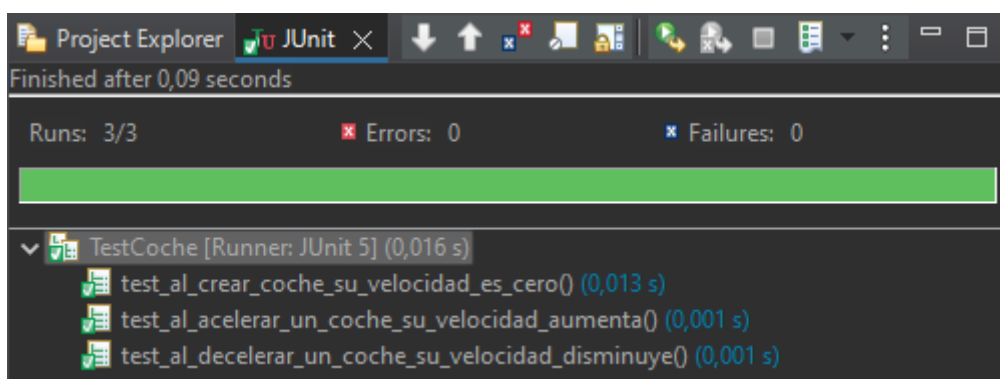 Project Explorer JUnit
Finished after 0,09 seconds
Runs: 3/3 Errors: 0 Failures: 0
TestCoche [Runner: JUnit 5] (0,016 s)
test_al_crear_coche_su_velocidad_es_cero() (0,013 s)
test_al_acelerar_un_coche_su_velocidad_aumenta() (0,001 s)
test_al_decelerar_un_coche_su_velocidad_disminuye() (0,001 s)